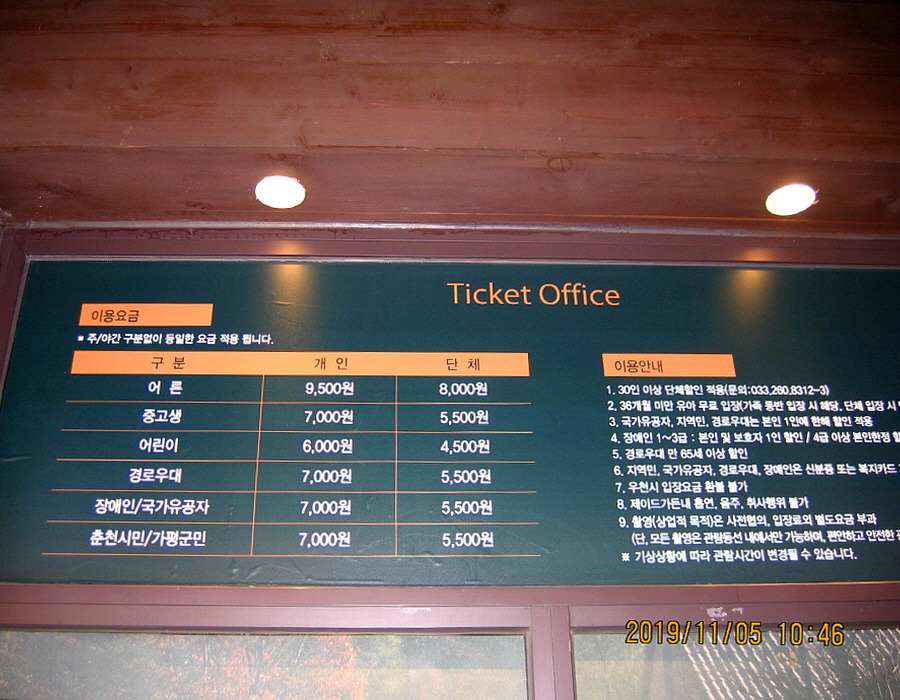 Ticket Office
이용요금
▪ 주/야간 구분없이 동일한 요금 적용 됩니다.
구 분 개 인 단 체
어 른 9,500원 8,000원
중고생 7,000원 5,500원
어린이 6,000원 4,500원
경로우대 7,000원 5,500원
장애인/국가유공자 7,000원 5,500원
춘천시민/가평군민 7,000원 5,500원
이용안내
1. 30인 이상 단체할인 적용(문의:033.260.8312~3)
2. 36개월 미만 유아 무료 입장(가족 동반 입장 시 해당, 단체 입장 시
3. 국가유공자, 지역민, 경로우대는 본인 1인에 한해 할인 적용
4. 장애인 1~3급 : 본인 및 보호자 1인 할인 / 4급 이상 본인한정 할
5. 경로우대 만 65세 이상 할인
6. 지역민, 국가유공자, 경로우대, 장애인은 신분증 또는 복지카드
7. 우천시 입장요금 환불 불가
8. 제이드가든내 흡연, 음주, 취사행위 불가
9. 촬영(상업적 목적)은 사전협의, 입장료외 별도요금 부과
(단, 모든 촬영은 관람동선 내에서만 가능하며, 편안하고 안전한 관
※ 기상상황에 따라 관람시간이 변경될 수 있습니다.
2019/11/05 10:46